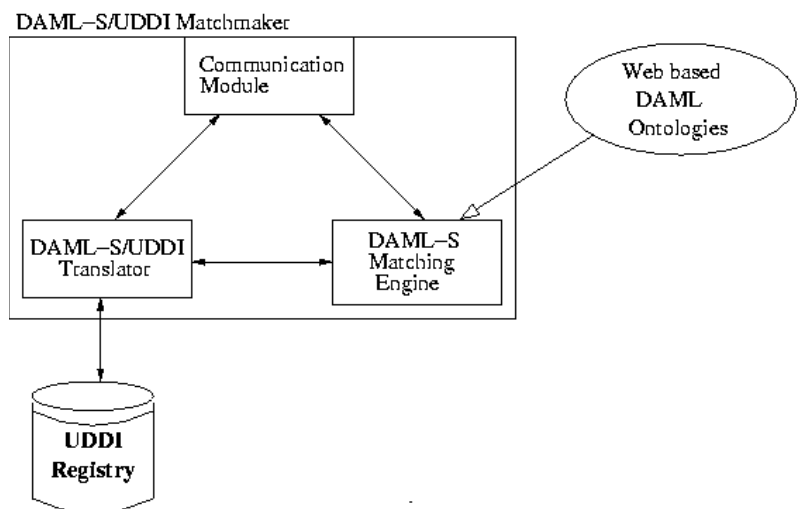 DAML–S/UDDI Matchmaker
Communication
Module
Web based
DAML
Ontologies
DAML–S/UDDI
Translator
DAML–S
Matching
Engine
UDDI
Registry